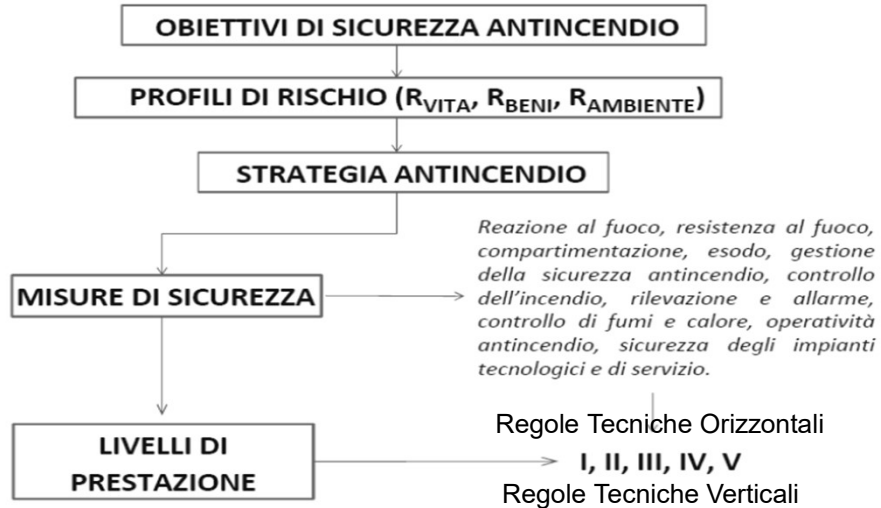 OBIETTIVI DI SICUREZZA ANTINCENDIO
PROFILI DI RISCHIO (RVITA, RBENI, RAMBIENTE)
STRATEGIA ANTINCENDIO
Reazione al fuoco, resistenza al fuoco,
compartimentazione, esodo, gestione
della sicurezza antincendio, controllo
dell'incendio, rilevazione e allarme,
controllo di fumi e calore, operatività
antincendio, sicurezza degli impianti
tecnologici e di servizio.
MISURE DI SICUREZZA
Regole Tecniche Orizzontali
LIVELLI DI
PRESTAZIONE
I, II, III, IV, V
Regole Tecniche Verticali